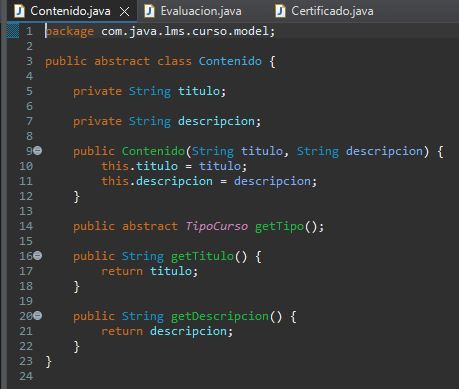 Contenido.java Evaluacion.java Certificado.java
1 package com.java.lms.curso.model;
2
3 public abstract class Contenido {
4
5     private String titulo;
6
7     private String descripcion;
8
9     public Contenido(String titulo, String descripcion) {
10         this.titulo = titulo;
11         this.descripcion = descripcion;
12     }
13
14     public abstract TipoCurso getTipo();
15
16     public String getTitulo() {
17         return titulo;
18     }
19
20     public String getDescripcion() {
21         return descripcion;
22     }
23 }
24